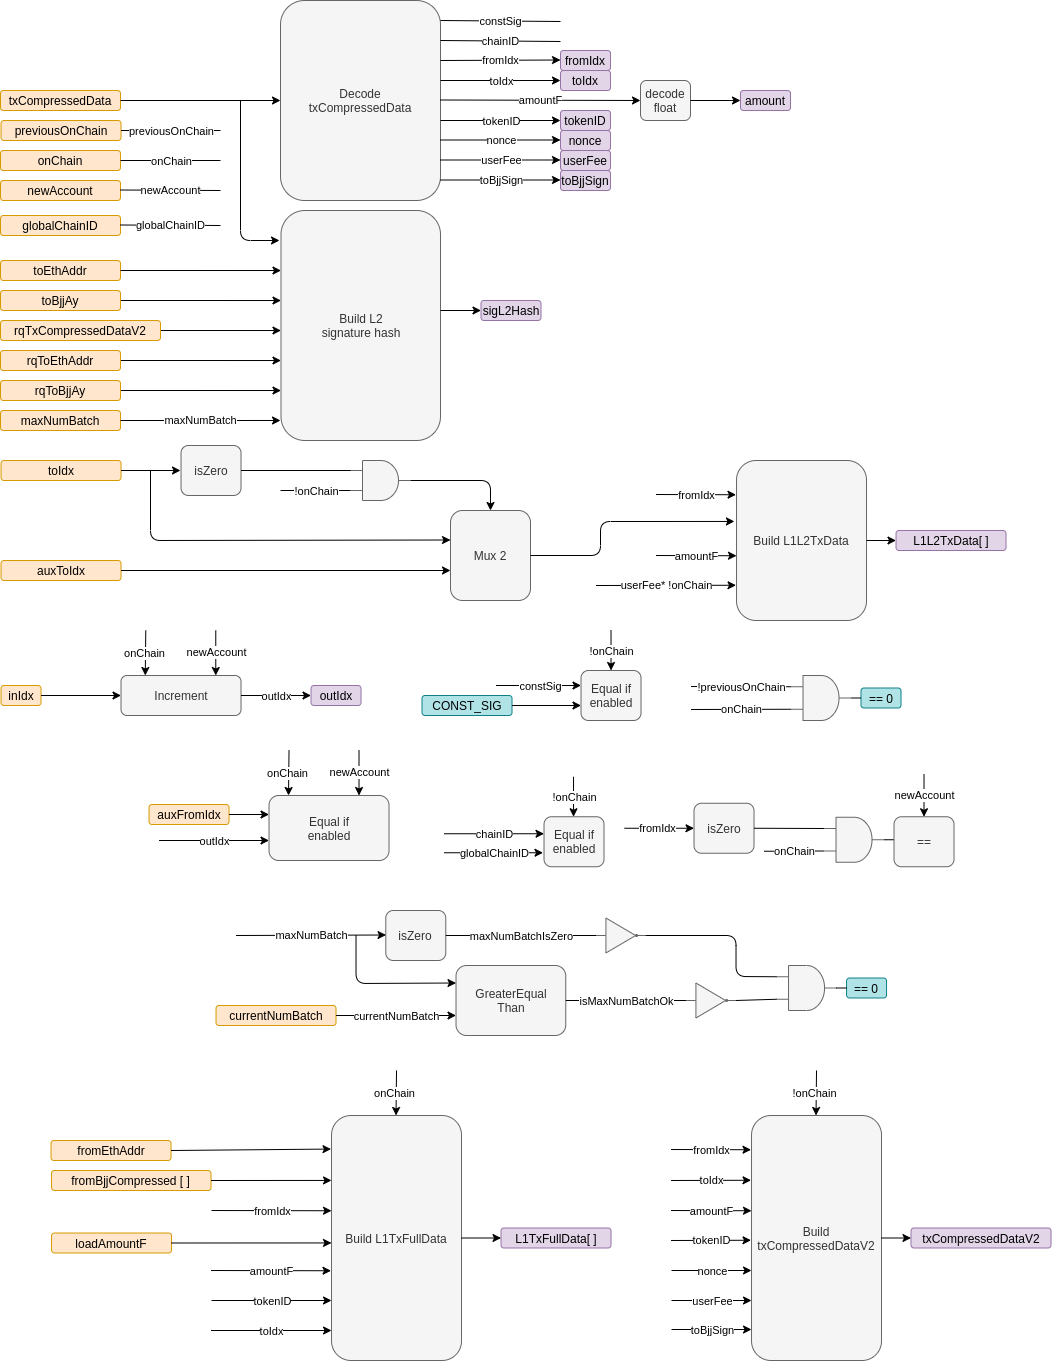 constSig
chainID
fromIdx
fromIdx
toIdx
toIdx
Decode
txCompressedData
txCompressedData
amountF
decode
float
amount
tokenID
tokenID
previousOnChain
previousOnChain
nonce
nonce
onChain
onChain
userFee
userFee
toBjjSign
toBjjSign
newAccount
newAccount
globalChainID
globalChainID
toEthAddr
toBjjAy
Build L2
signature hash
sigL2Hash
rqTxCompressedDataV2
rqToEthAddr
rqToBjjAy
maxNumBatch
maxNumBatch
toIdx
isZero
!onChain
fromIdx
Mux 2
Build L1L2TxData
L1L2TxData[ ]
amountF
auxToIdx
userFee* !onChain
onChain
newAccount
inIdx
Increment
outIdx
outIdx
!onChain
constSig
CONST_SIG
Equal if
enabled
!previousOnChain
onChain
== 0
onChain
newAccount
auxFromIdx
outIdx
Equal if
enabled
!onChain
chainID
globalChainID
Equal if
enabled
newAccount
fromIdx
isZero
onChain
==
maxNumBatch
isZero
maxNumBatchIsZero
GreaterEqual
Than
isMaxNumBatchOk
== 0
currentNumBatch
currentNumBatch
onChain
fromEthAddr
fromBjjCompressed [ ]
fromIdx
loadAmountF
Build L1TxFullData
L1TxFullData[ ]
amountF
tokenID
toIdx
!onChain
fromIdx
toIdx
amountF
tokenID
Build
txCompressedDataV2
txCompressedDataV2
nonce
userFee
toBjjSign